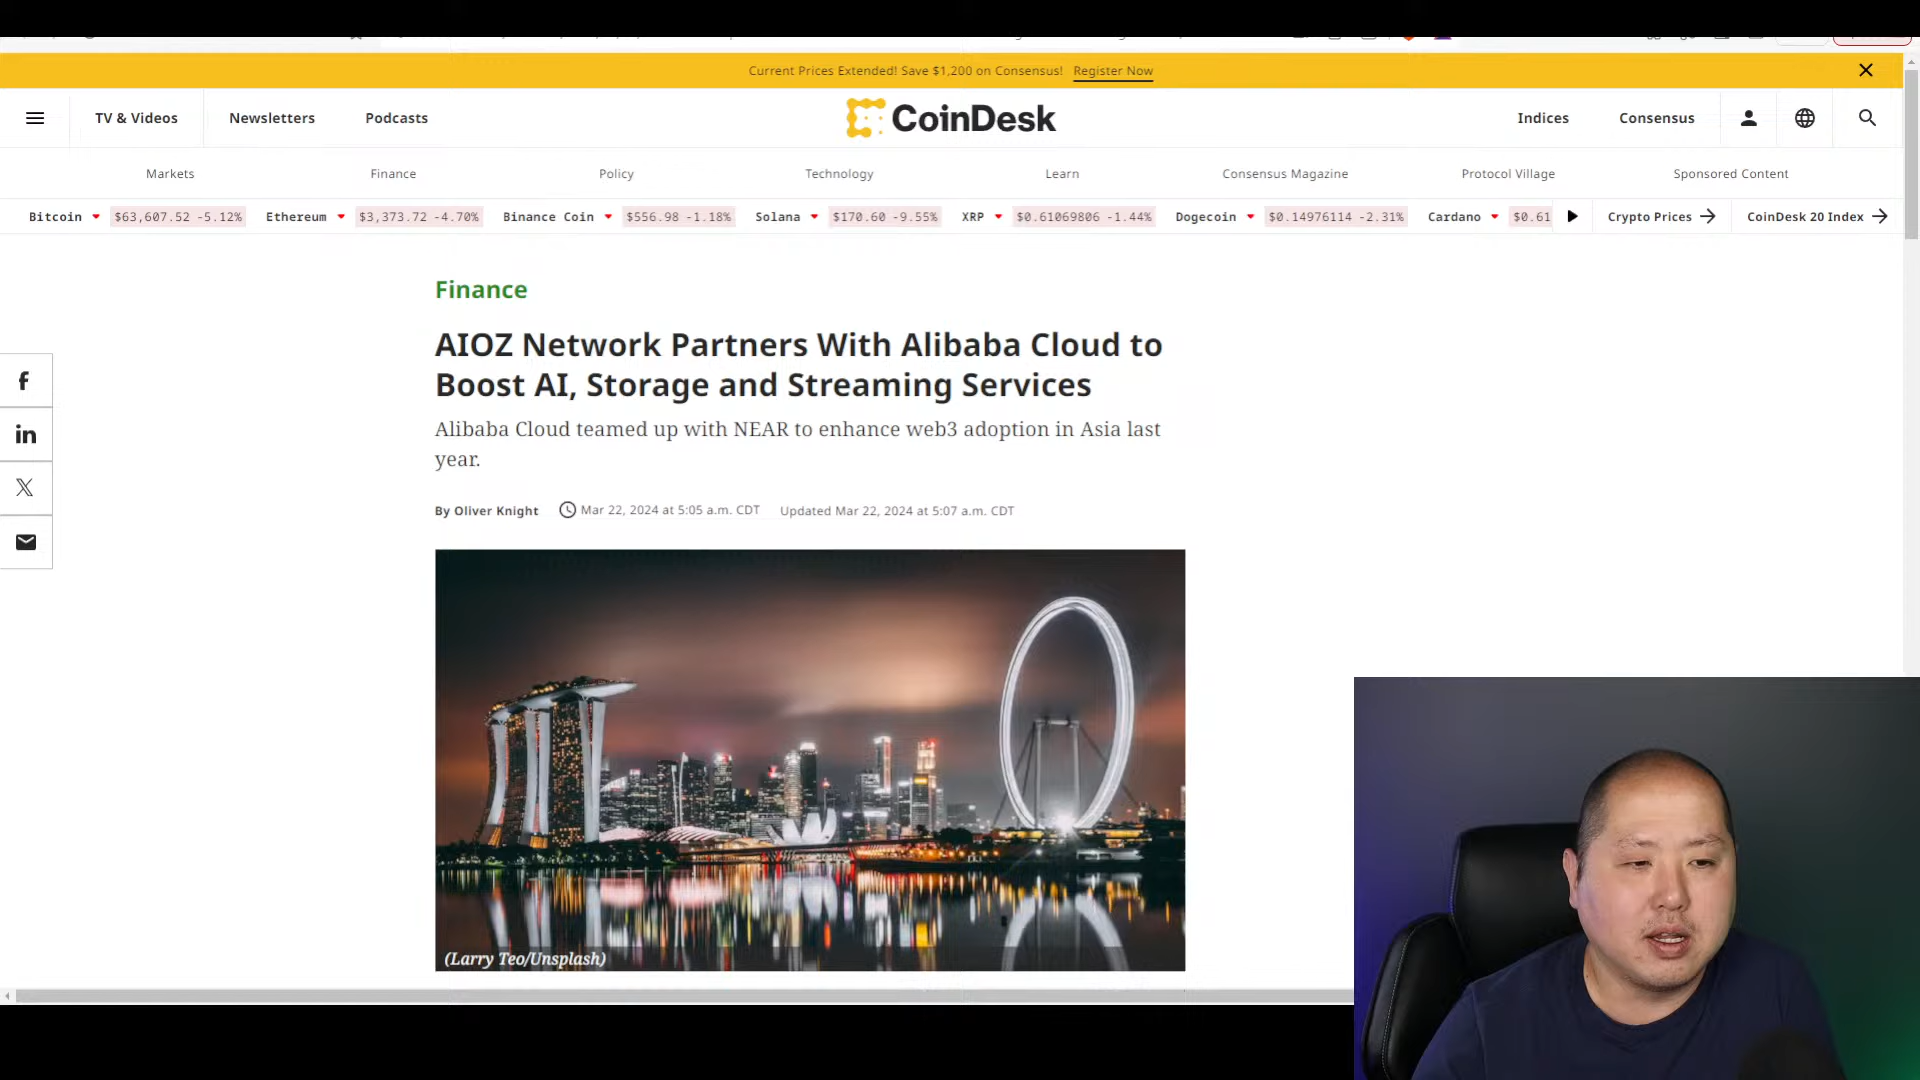 Current Prices Extended! Save $1,200 on Consensus! Register Now
TV & Videos Newsletters Podcasts CoinDesk Indices Consensus
Markets Finance Policy Technology Learn Consensus Magazine Protocol Village Sponsored Content
Bitcoin $63,607.52 -5.12% Ethereum $3,373.72 -4.70% Binance Coin $556.98 -1.18% Solana $170.60 -9.55% XRP $0.61069806 -1.44% Dogecoin $0.14976114 -2.31% Cardano $0.61 Crypto Prices CoinDesk 20 Index
Finance
AIOZ Network Partners With Alibaba Cloud to
Boost AI, Storage and Streaming Services
Alibaba Cloud teamed up with NEAR to enhance web3 adoption in Asia last
year.
By Oliver Knight Mar 22, 2024 at 5:05 a.m. CDT Updated Mar 22, 2024 at 5:07 a.m. CDT
(Larry Teo/Unsplash)